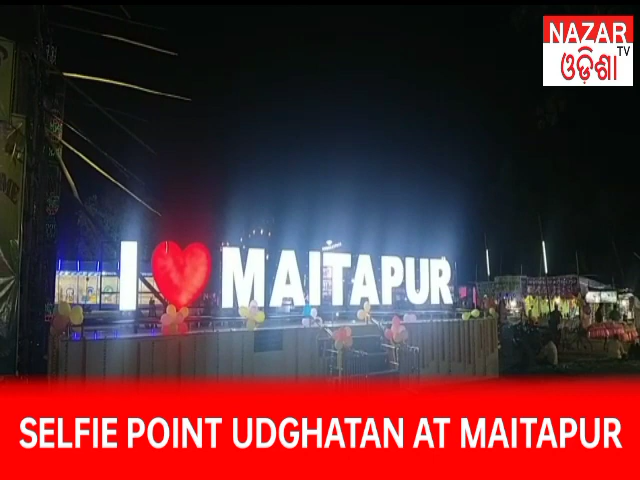 NAZAR
TV
ଓଡ଼ିଶା
I ❤ MAITAPUR
SELFIE POINT UDGHATAN AT MAITAPUR